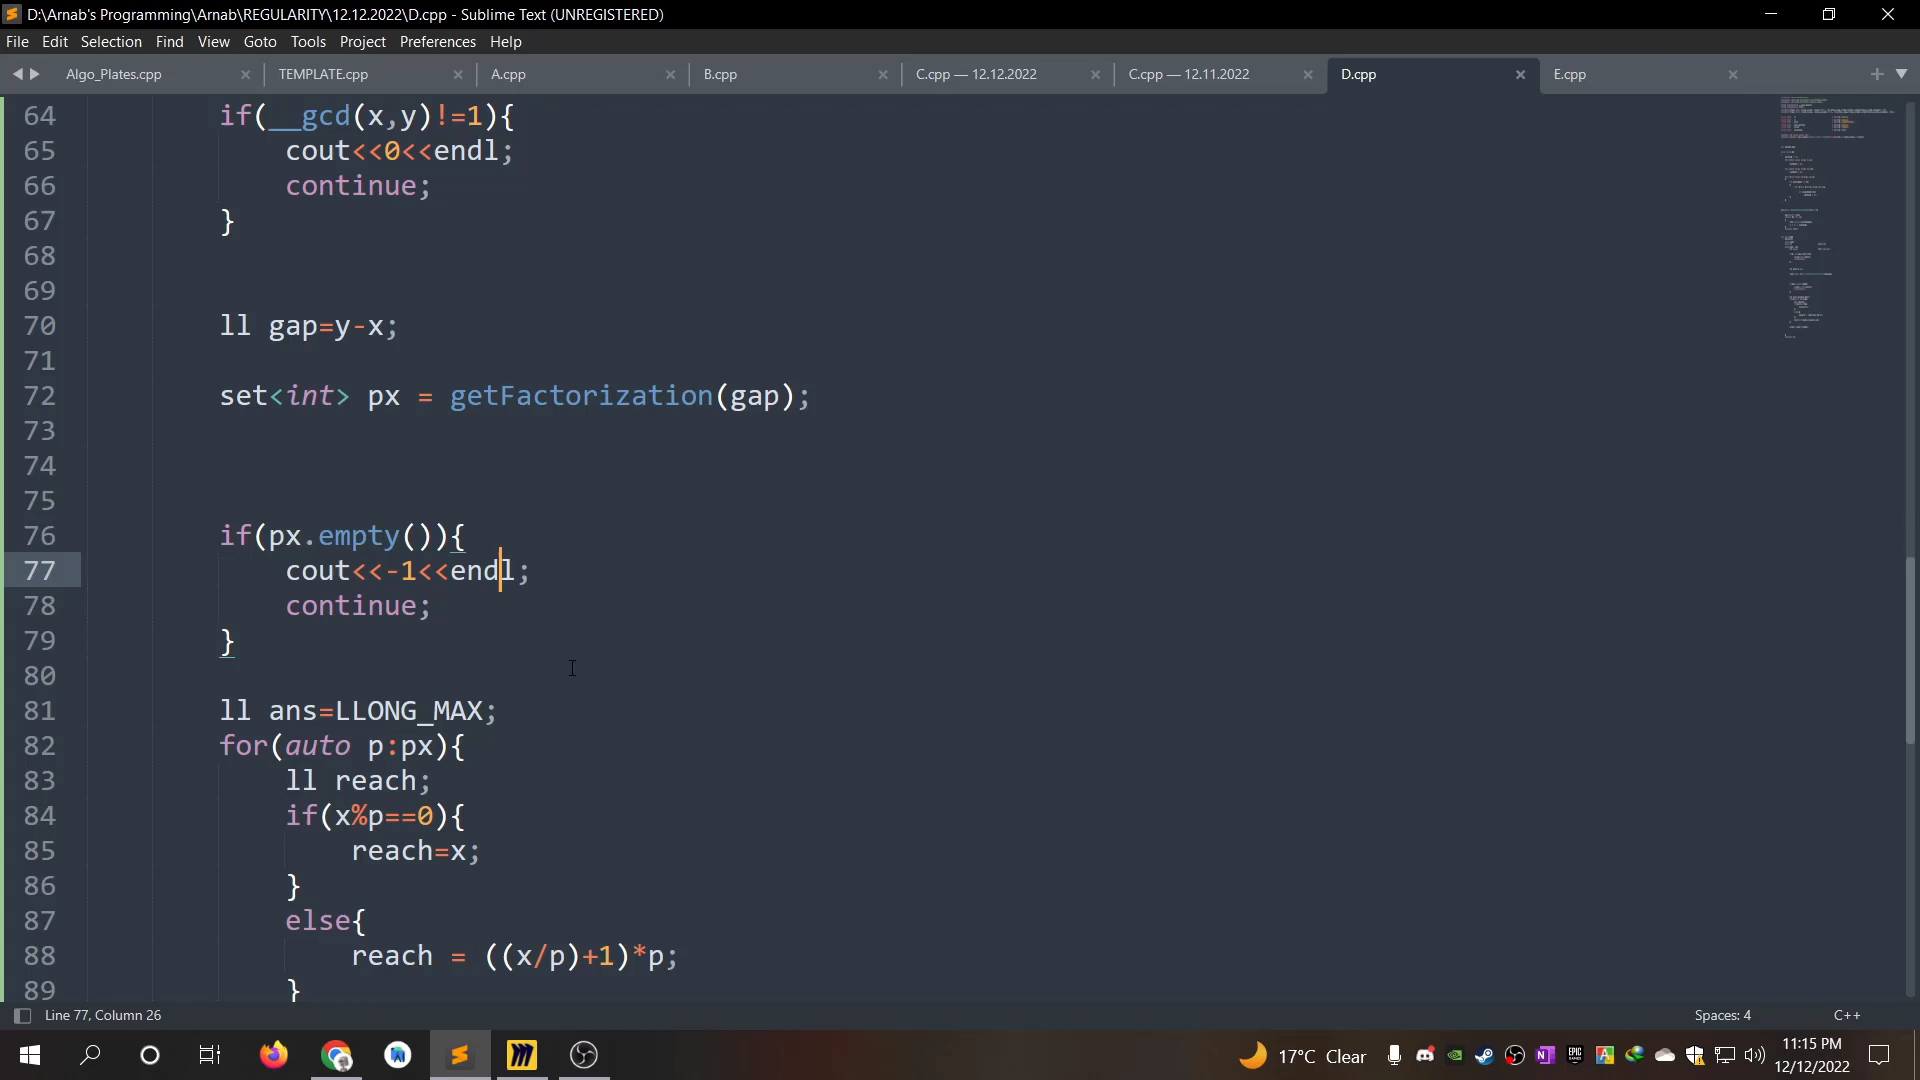 D:\Arnab's Programming\Arnab\REGULARITY\12.12.2022\D.cpp - Sublime Text (UNREGISTERED)
File Edit Selection Find View Goto Tools Project Preferences Help
Algo_Plates.cpp TEMPLATE.cpp A.cpp B.cpp C.cpp — 12.12.2022 C.cpp — 12.11.2022 D.cpp E.cpp
64 if(__gcd(x,y)!=1){
65 cout<<0<<endl;
66 continue;
67 }
68
69
70 ll gap=y-x;
71
72 set<int> px = getFactorization(gap);
73
74
75
76 if(px.empty()){
77 cout<<-1<<endl;
78 continue;
79 }
80
81 ll ans=LLONG_MAX;
82 for(auto p:px){
83 ll reach;
84 if(x%p==0){
85 reach=x;
86 }
87 else{
88 reach = ((x/p)+1)*p;
89 }
Line 77, Column 26 Spaces: 4 C++
17°C Clear 11:15 PM
12/12/2022